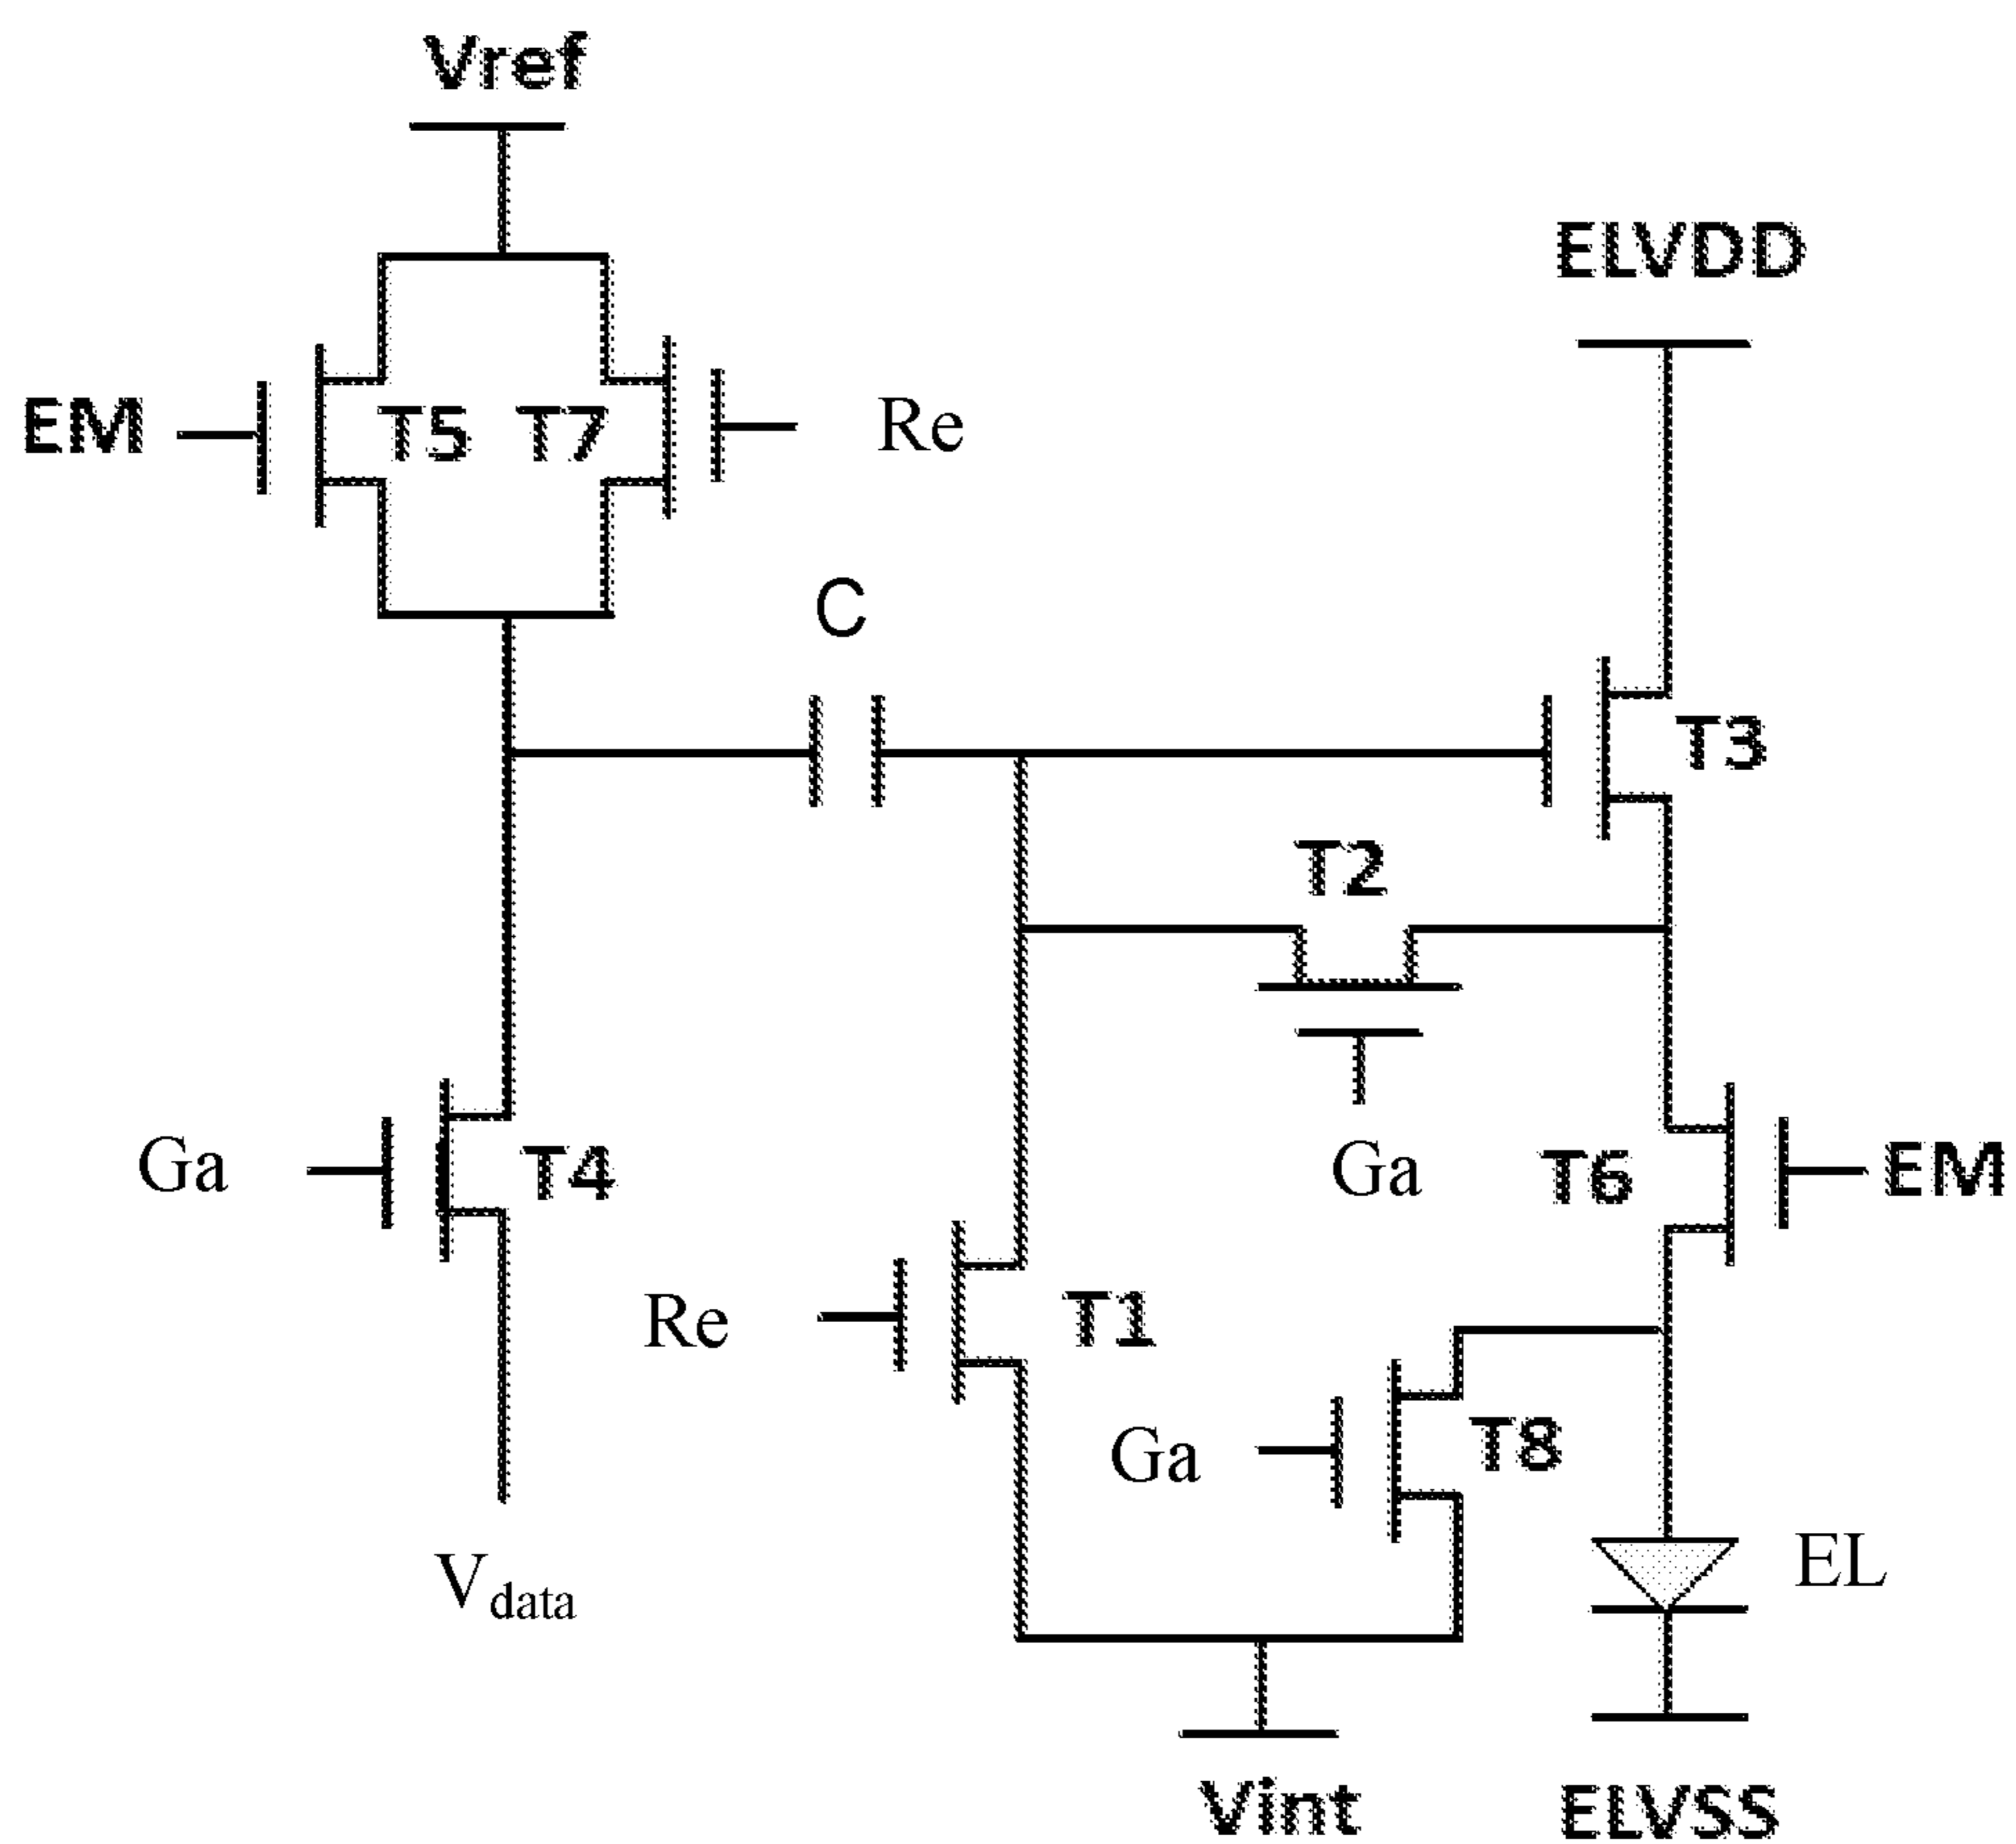 Vref
ELVDD
EM
T5
T7
Re
C
T3
T2
Ga
T4
Ga
T6
EM
Re
T1
Ga
T8
Vdata
EL
Vint
ELVSS